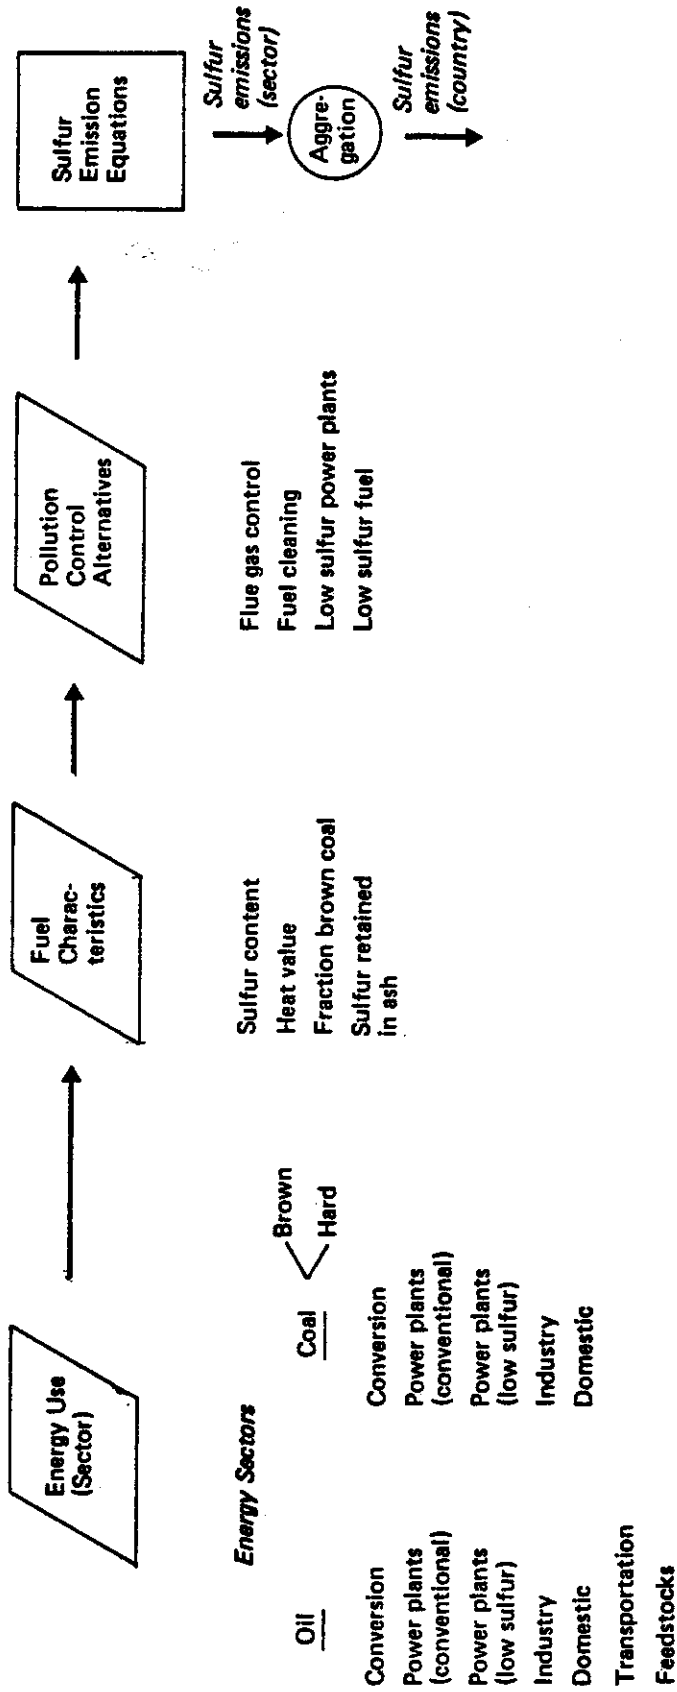 Energy Use
(Sector)
Fuel
Charac-
teristics
Pollution
Control
Alternatives
Sulfur
Emission
Equations
Energy Sectors
Oil
Conversion
Power plants
(conventional)
Power plants
(low sulfur)
Industry
Domestic
Transportation
Feedstocks
Coal
Brown
Hard
Conversion
Power plants
(conventional)
Power plants
(low sulfur)
Industry
Domestic
Sulfur content
Heat value
Fraction brown coal
Sulfur retained
in ash
Flue gas control
Fuel cleaning
Low sulfur power plants
Low sulfur fuel
Sulfur
emissions
(sector)
Aggre-
gation
Sulfur
emissions
(country)